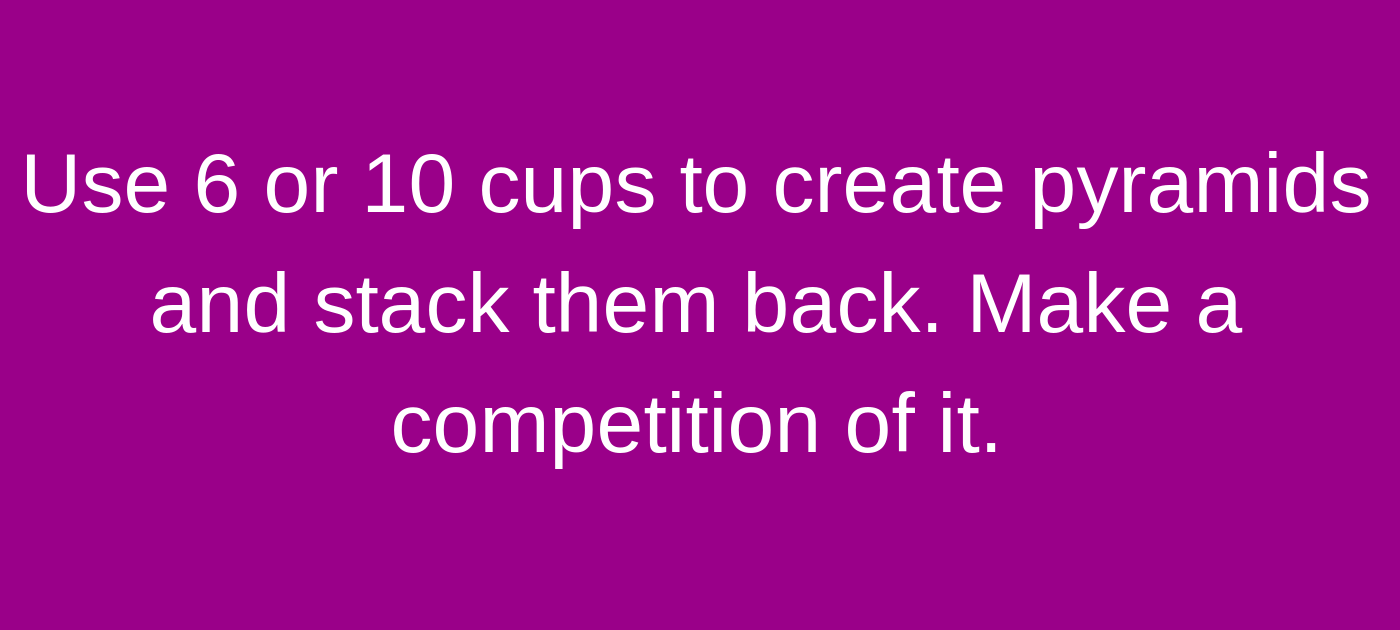 Use 6 or 10 cups to create pyramids
and stack them back. Make a
competition of it.